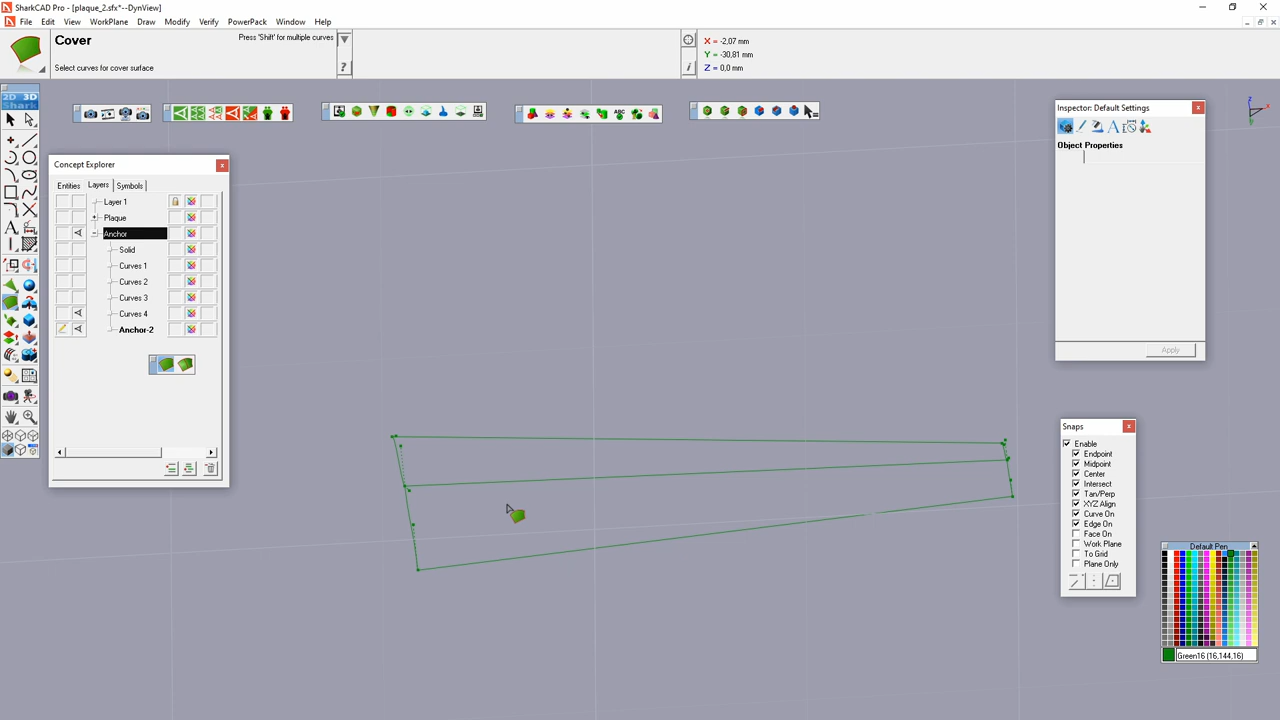 SharkCAD Pro - [plaque_2.sfx*--DynView]
File Edit View WorkPlane Draw Modify Verify PowerPack Window Help
Cover
Press 'Shift' for multiple curves
Select curves for cover surface
?
i
X = -2,07 mm
Y = -30,81 mm
Z = 0,0 mm
2D 3D
Shark
ABC
Concept Explorer
Entities Layers Symbols
Layer 1
Plaque
Anchor
Solid
Curves 1
Curves 2
Curves 3
Curves 4
Anchor-2
Inspector: Default Settings
Object Properties
Apply
Snaps
Enable
Endpoint
Midpoint
Center
Intersect
Tan/Perp
XYZ Align
Curve On
Edge On
Face On
Work Plane
To Grid
Plane Only
Default Pen
Green16 (16,144,16)